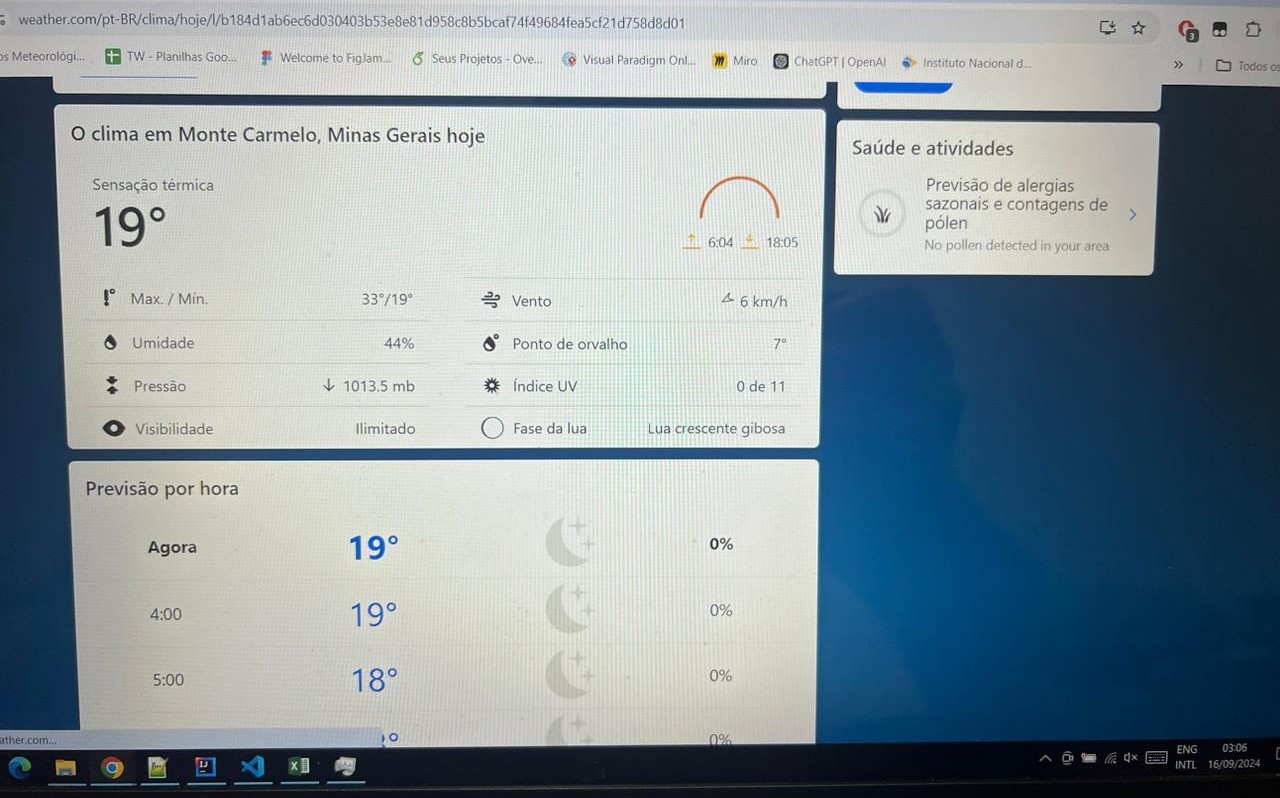 weather.com/pt-BR/clima/hoje/l/b184d1ab6ec6d030403b53e8e81d958c8b5bcaf74f49684fea5cf21d758d8d01
3
os Meteorológi...
TW - Planilhas Goo...
Welcome to FigJam...
Seus Projetos - Ove...
Visual Paradigm Onl...
Miro
ChatGPT | OpenAI
Instituto Nacional d...
»
Todos os
O clima em Monte Carmelo, Minas Gerais hoje
Sensação térmica
19°
6:04
18:05
Max. / Mín.
33°/19°
Vento
6 km/h
Umidade
44%
Ponto de orvalho
7°
Pressão
1013.5 mb
Índice UV
0 de 11
Visibilidade
Ilimitado
Fase da lua
Lua crescente gibosa
Saúde e atividades
Previsão de alergias
sazonais e contagens de
pólen
No pollen detected in your area
Previsão por hora
Agora
19°
0%
4:00
19°
0%
5:00
18°
0%
0%
ather.com...
ENG
INTL
03:06
16/09/2024